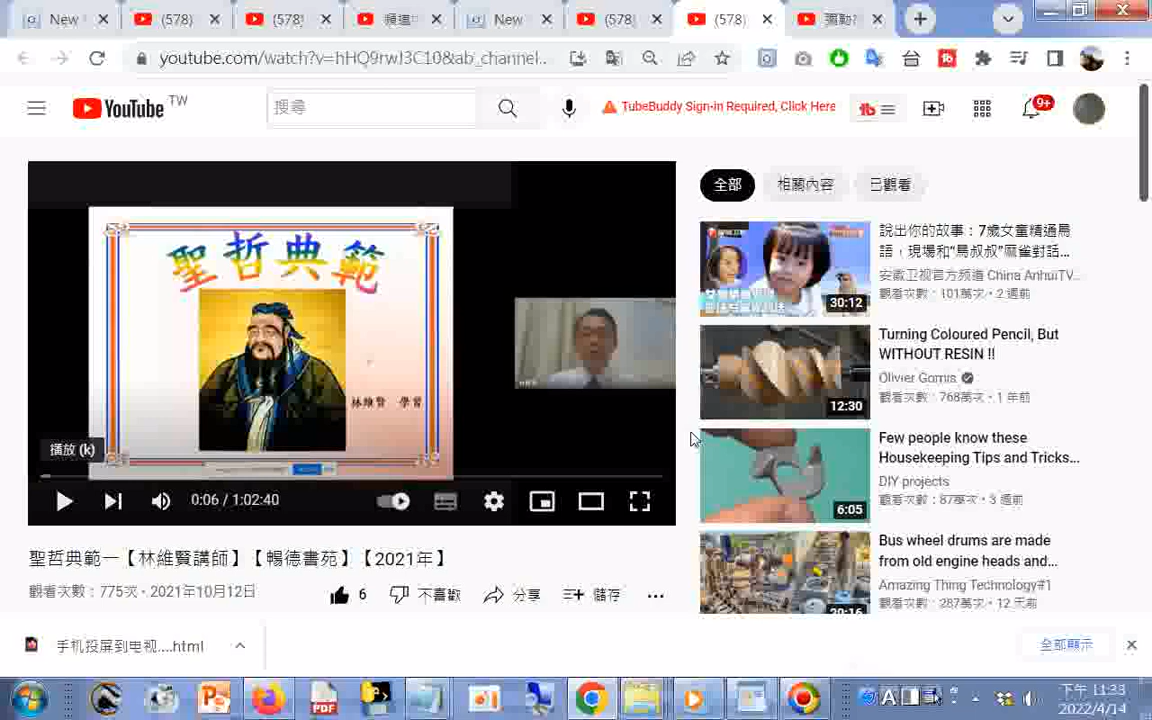 New
(578)
(578)
New
(578)
(578)
youtube.com/watch?v=hHQ9rwJ3C10&ab_channel...
YouTube TW
搜尋
TubeBuddy Sign-in Required, Click Here
9+
全部
相關內容
已觀看
聖哲典範
林維賢 學習
播放 (k)
0:06 / 1:02:40
聖哲典範一【林維賢講師】【暢德書苑】【2021年】
觀看次數：775次・2021年10月12日
6
不喜歡
分享
儲存
說出你的故事：7歲女童精通鳥
語，現場和“鳥叔叔”麻雀對話...
安徽卫视官方频道 China AnhuiTV...
觀看次數：101萬次・2 週前
30:12
Turning Coloured Pencil, But
WITHOUT RESIN !!
Olivier Gomis
觀看次數：768萬次・1 年前
12:30
Few people know these
Housekeeping Tips and Tricks...
DIY projects
觀看次數：87萬次・3 週前
6:05
Bus wheel drums are made
from old engine heads and...
Amazing Thing Technology#1
觀看次數：287萬次・12 天前
20:16
手机投屏到电视....html
全部顯示
PDF
A
下午 11:33
2022/4/14